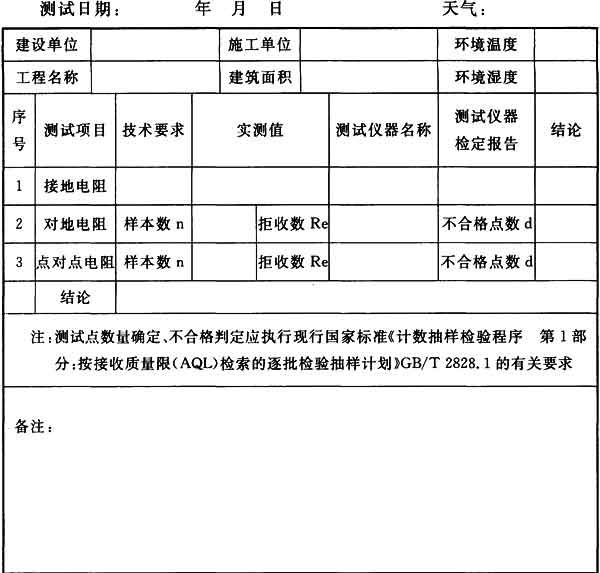 测试日期： 年 月 日 天气：
建设单位 施工单位 环境温度
工程名称 建筑面积 环境湿度
序号 测试项目 技术要求 实测值 测试仪器名称 测试仪器检定报告 结论
1 接地电阻
2 对地电阻 样本数 n 拒收数 Re 不合格点数 d
3 点对点电阻 样本数 n 拒收数 Re 不合格点数 d
结论
注：测试点数量确定、不合格判定应执行现行国家标准《计数抽样检验程序 第 1 部
分：按接收质量限（AQL）检索的逐批检验抽样计划》GB/T 2828.1 的有关要求
备注：